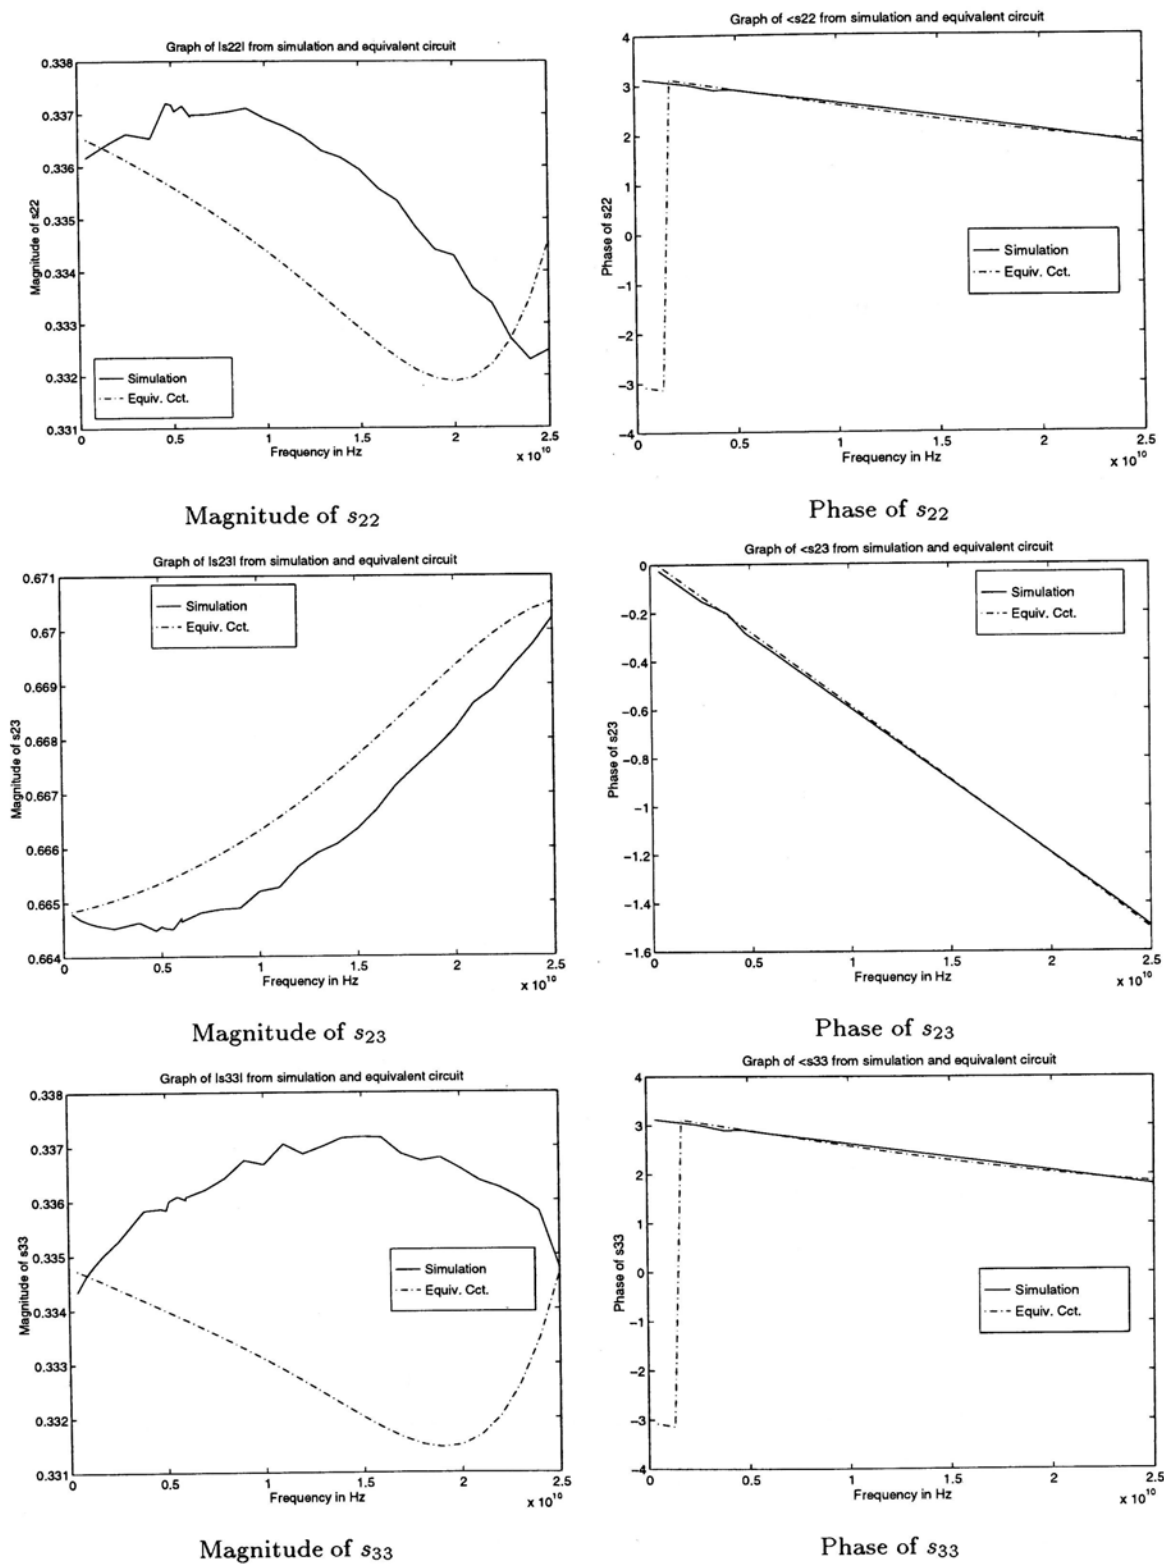 Graph of |s22| from simulation and equivalent circuit
0.338
0.337
0.336
0.335
0.334
0.333
0.332
0.331
Magnitude of s22
Simulation
Equiv. Cct.
0 0.5 1 1.5 2 2.5
Frequency in Hz
x 10^10
Magnitude of s22
Graph of <s22 from simulation and equivalent circuit
4
3
2
1
0
−1
−2
−3
−4
Phase of s22
Simulation
Equiv. Cct.
0 0.5 1 1.5 2 2.5
Frequency in Hz
x 10^10
Phase of s22
Graph of |s23| from simulation and equivalent circuit
0.671
0.67
0.669
0.668
0.667
0.666
0.665
0.664
Magnitude of s23
Simulation
Equiv. Cct.
0 0.5 1 1.5 2 2.5
Frequency in Hz
x 10^10
Magnitude of s23
Graph of <s23 from simulation and equivalent circuit
0
−0.2
−0.4
−0.6
−0.8
−1
−1.2
−1.4
−1.6
Phase of s23
Simulation
Equiv. Cct.
0 0.5 1 1.5 2 2.5
Frequency in Hz
x 10^10
Phase of s23
Graph of |s33| from simulation and equivalent circuit
0.338
0.337
0.336
0.335
0.334
0.333
0.332
0.331
Magnitude of s33
Simulation
Equiv. Cct.
0 0.5 1 1.5 2 2.5
Frequency in Hz
x 10^10
Magnitude of s33
Graph of <s33 from simulation and equivalent circuit
4
3
2
1
0
−1
−2
−3
−4
Phase of s33
Simulation
Equiv. Cct.
0 0.5 1 1.5 2 2.5
Frequency in Hz
x 10^10
Phase of s33